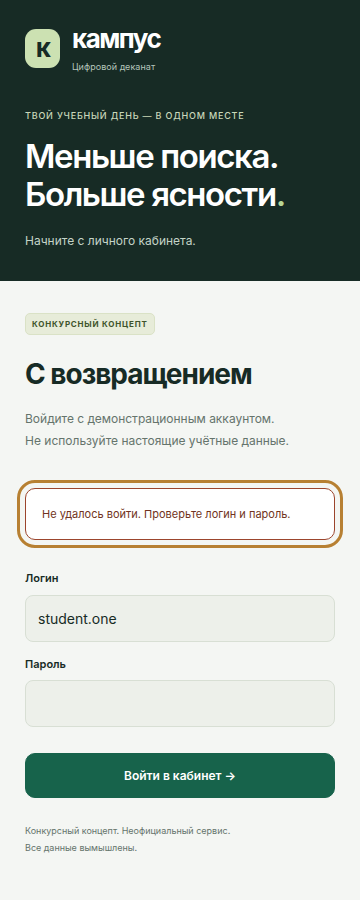 к кампус
Цифровой деканат
ТВОЙ УЧЕБНЫЙ ДЕНЬ — В ОДНОМ МЕСТЕ
Меньше поиска.
Больше ясности.
Начните с личного кабинета.
КОНКУРСНЫЙ КОНЦЕПТ
С возвращением
Войдите с демонстрационным аккаунтом.
Не используйте настоящие учётные данные.
Не удалось войти. Проверьте логин и пароль.
Логин
student.one
Пароль
Войти в кабинет →
Конкурсный концепт. Неофициальный сервис.
Все данные вымышлены.